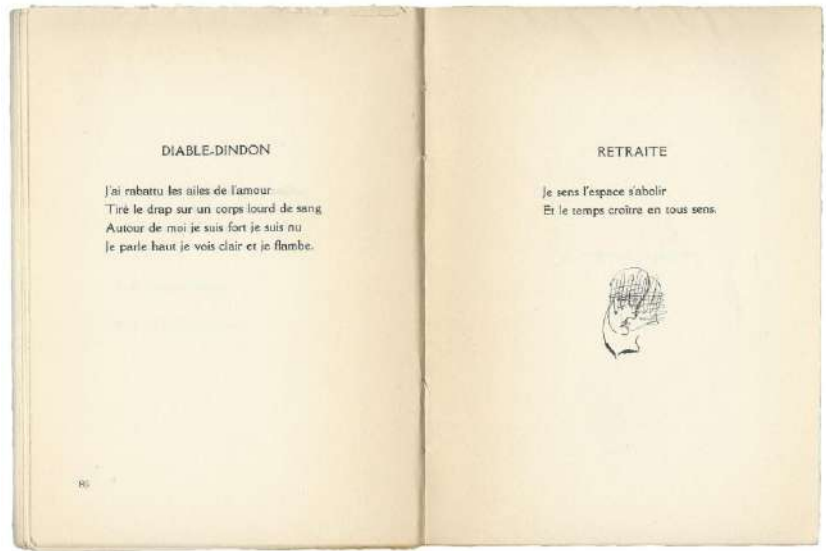 DIABLE-DINDON
J'ai rabattu les ailes de l'amour
Tiré le drap sur un corps lourd de sang
Autour de moi je suis fort je suis nu
Je parle haut je vois clair et je flambe.
86
RETRAITE
Je sens l'espace s'abolir
Et le temps croître en tous sens.